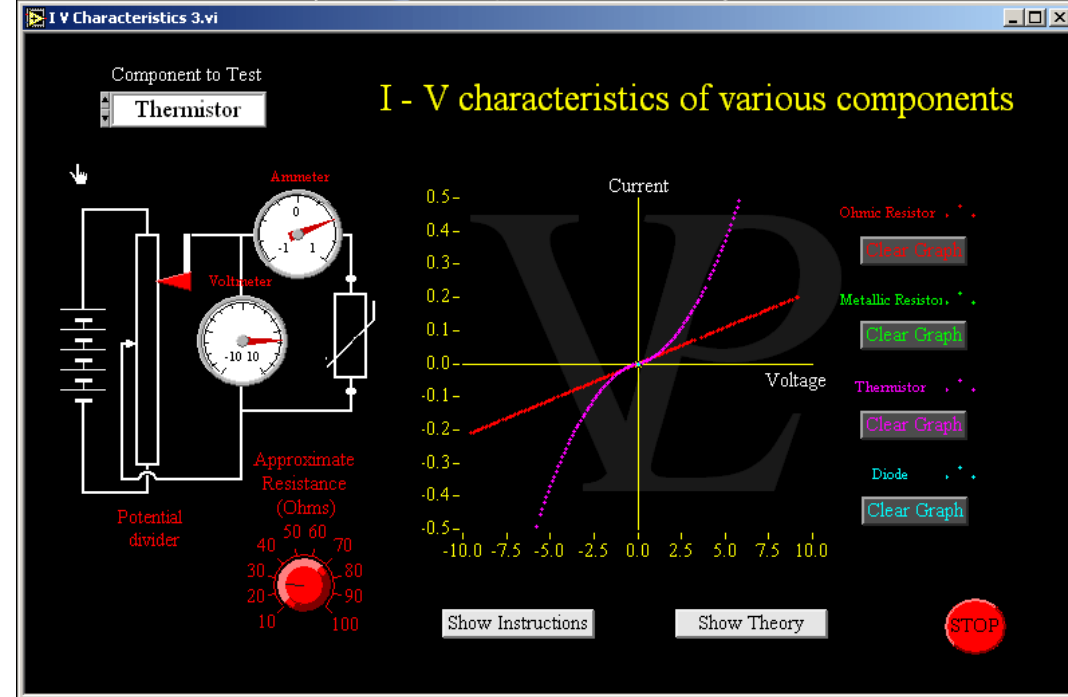 I V Characteristics 3.vi
Component to Test
Thermistor
I - V characteristics of various components
Ammeter
0
-1 1
Voltmeter
-10 10
Potential
divider
Approximate
Resistance
(Ohms)
50 60
40 70
30 80
20 90
10 100
Current
0.5
0.4
0.3
0.2
0.1
0.0
-0.1
-0.2
-0.3
-0.4
-0.5
Voltage
-10.0 -7.5 -5.0 -2.5 0.0 2.5 5.0 7.5 10.0
VPL
Ohmic Resistor
Clear Graph
Metallic Resistor
Clear Graph
Thermistor
Clear Graph
Diode
Clear Graph
Show Instructions
Show Theory
STOP